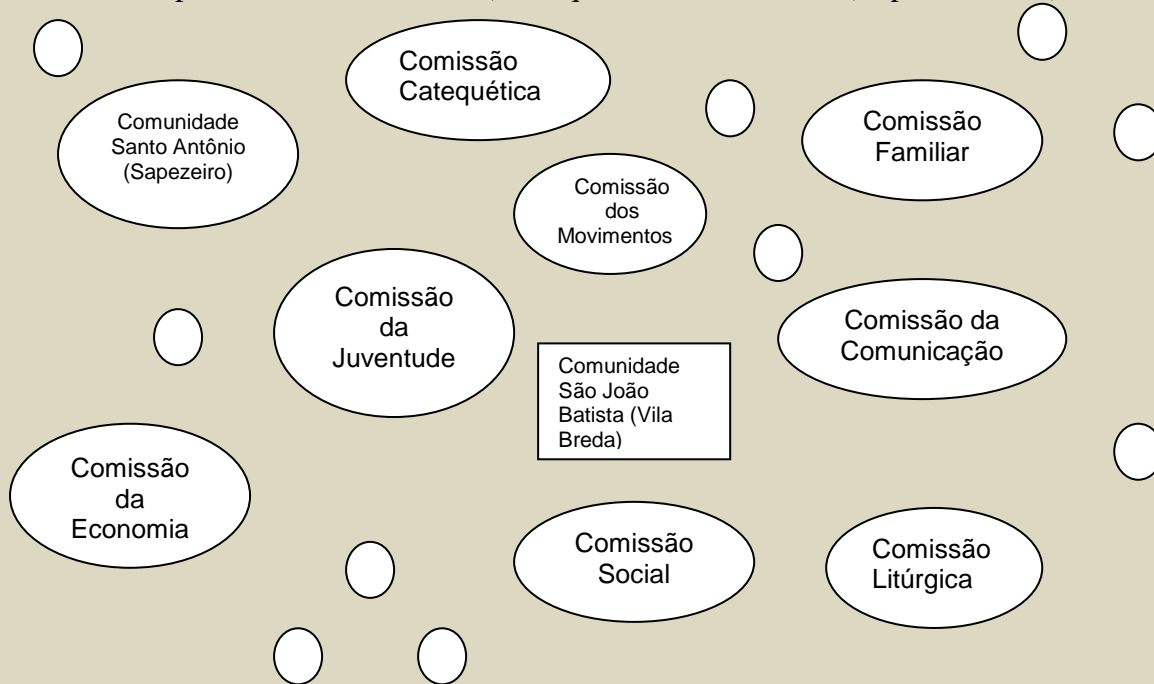 Comissão
Catequética
Comunidade
Santo Antônio
(Sapezeiro)
Comissão
Familiar
Comissão
dos
Movimentos
Comissão
da
Juventude
Comissão da
Comunicação
Comunidade
São João
Batista (Vila
Breda)
Comissão
da
Economia
Comissão
Social
Comissão
Litúrgica